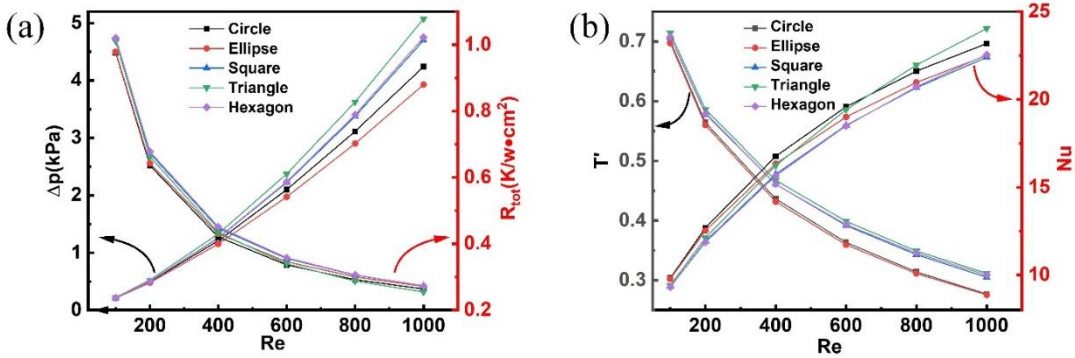 (a)
5
4
3
2
1
0
Δp(kPa)
Circle
Ellipse
Square
Triangle
Hexagon
1.0
0.8
0.6
0.4
0.2
R_tot(K/w•cm²)
200 400 600 800 1000
Re
(b)
0.7
0.6
0.5
0.4
0.3
T'
Circle
Ellipse
Square
Triangle
Hexagon
25
20
15
10
Nu
200 400 600 800 1000
Re